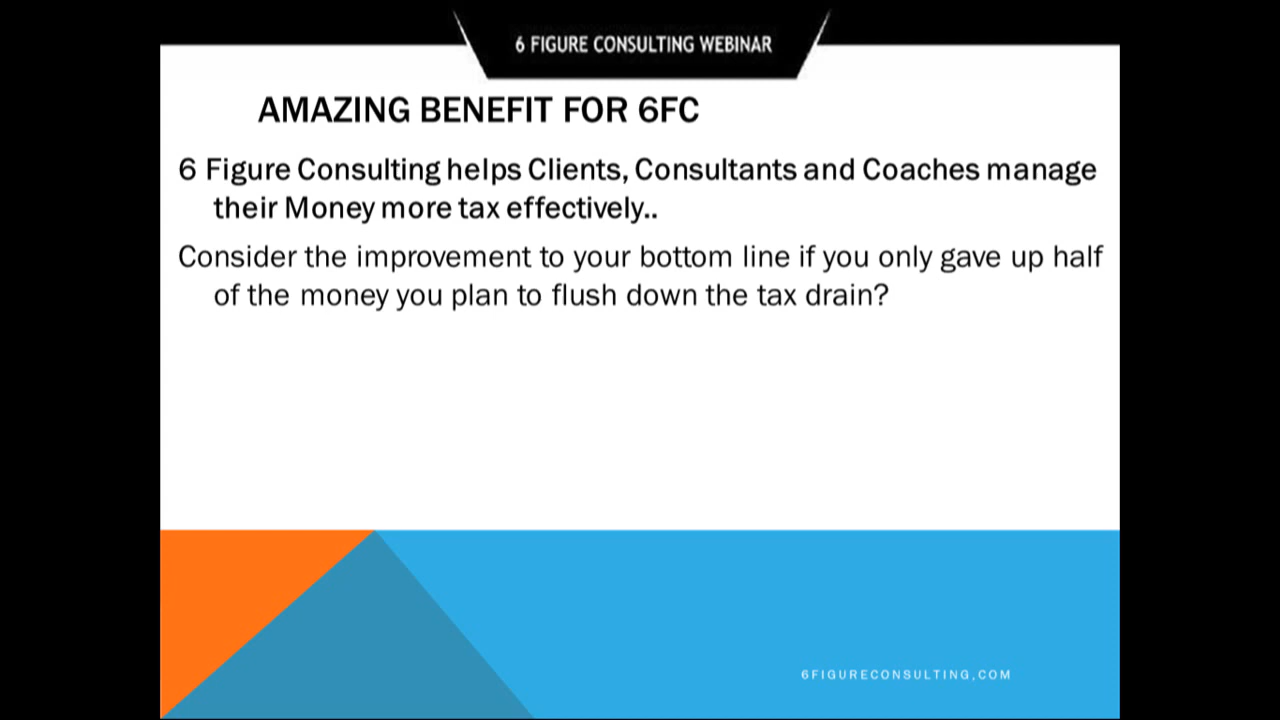 6 FIGURE CONSULTING WEBINAR
AMAZING BENEFIT FOR 6FC
6 Figure Consulting helps Clients, Consultants and Coaches manage
their Money more tax effectively..
Consider the improvement to your bottom line if you only gave up half
of the money you plan to flush down the tax drain?
6FIGURECONSULTING,COM